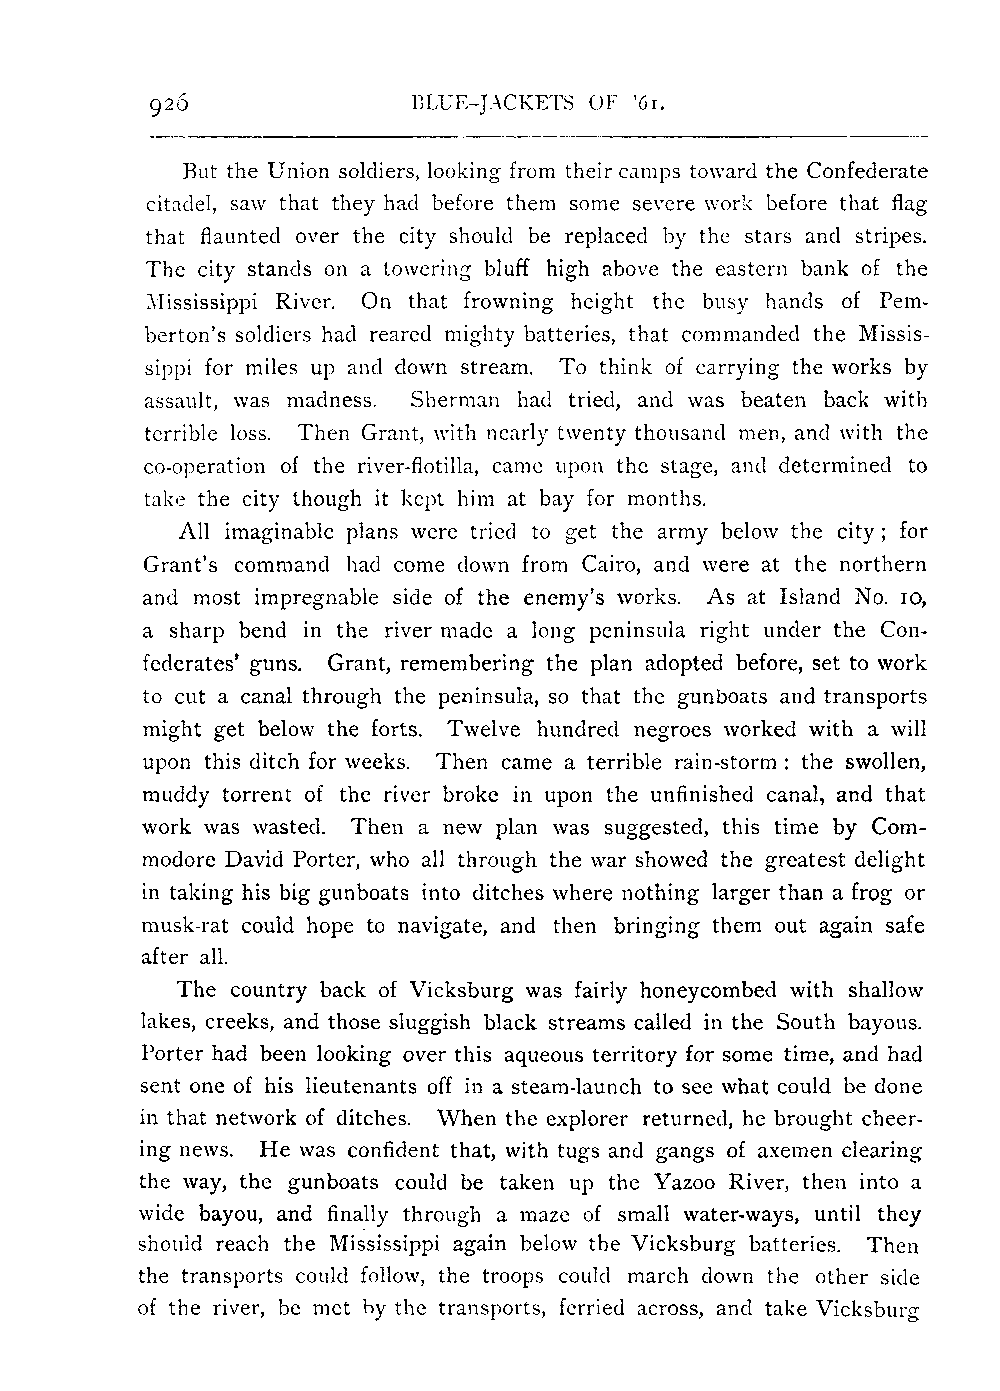 926 BLUE-JACKETS OF '61.
But the Union soldiers, looking from their camps toward the Confederate
citadel, saw that they had before them some severe work before that flag
that flaunted over the city should be replaced by the stars and stripes.
The city stands on a towering bluff high above the eastern bank of the
Mississippi River. On that frowning height the busy hands of Pem-
berton's soldiers had reared mighty batteries, that commanded the Missis-
sippi for miles up and down stream. To think of carrying the works by
assault, was madness. Sherman had tried, and was beaten back with
terrible loss. Then Grant, with nearly twenty thousand men, and with the
co-operation of the river-flotilla, came upon the stage, and determined to
take the city though it kept him at bay for months.
All imaginable plans were tried to get the army below the city; for
Grant's command had come down from Cairo, and were at the northern
and most impregnable side of the enemy's works. As at Island No. 10,
a sharp bend in the river made a long peninsula right under the Con-
federates' guns. Grant, remembering the plan adopted before, set to work
to cut a canal through the peninsula, so that the gunboats and transports
might get below the forts. Twelve hundred negroes worked with a will
upon this ditch for weeks. Then came a terrible rain-storm: the swollen,
muddy torrent of the river broke in upon the unfinished canal, and that
work was wasted. Then a new plan was suggested, this time by Com-
modore David Porter, who all through the war showed the greatest delight
in taking his big gunboats into ditches where nothing larger than a frog or
musk-rat could hope to navigate, and then bringing them out again safe
after all.
The country back of Vicksburg was fairly honeycombed with shallow
lakes, creeks, and those sluggish black streams called in the South bayous.
Porter had been looking over this aqueous territory for some time, and had
sent one of his lieutenants off in a steam-launch to see what could be done
in that network of ditches. When the explorer returned, he brought cheer-
ing news. He was confident that, with tugs and gangs of axemen clearing
the way, the gunboats could be taken up the Yazoo River, then into a
wide bayou, and finally through a maze of small water-ways, until they
should reach the Mississippi again below the Vicksburg batteries. Then
the transports could follow, the troops could march down the other side
of the river, be met by the transports, ferried across, and take Vicksburg